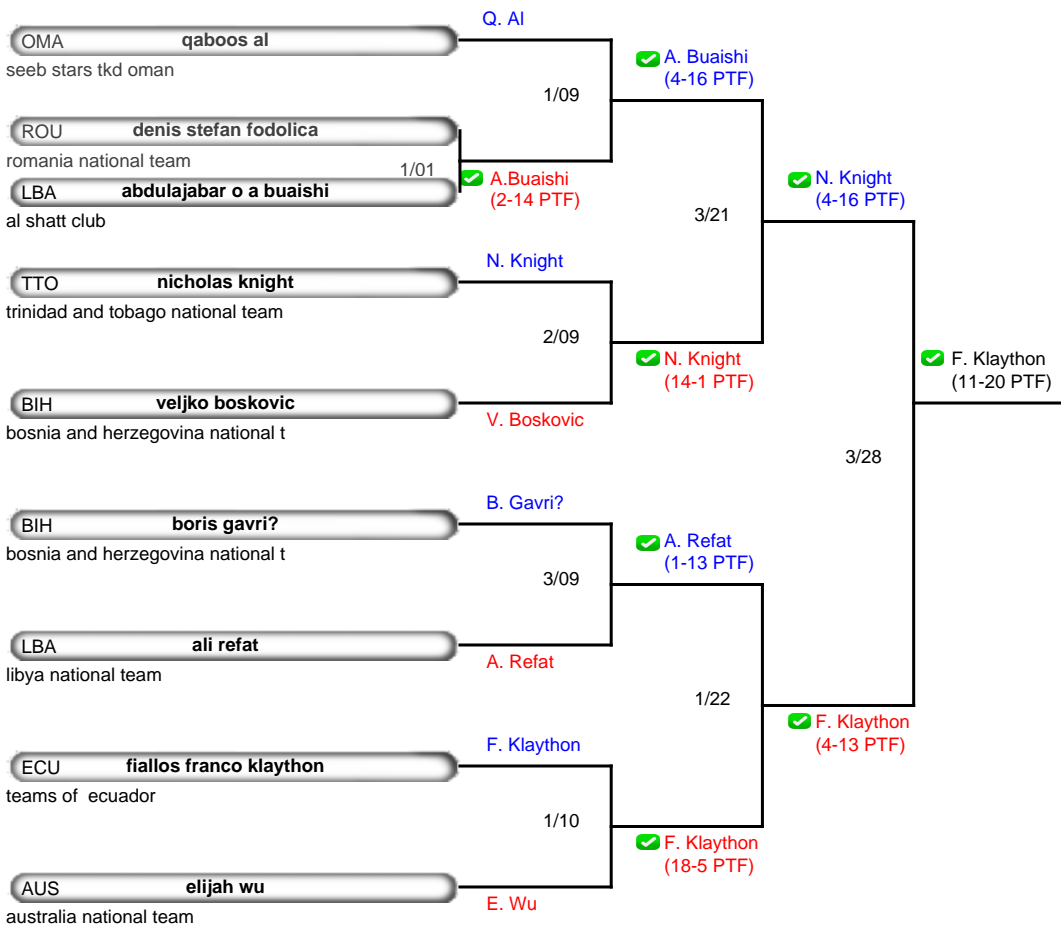 Q. Al
OMA qaboos al
seeb stars tkd oman
A. Buaishi
(4-16 PTF)
1/09
ROU denis stefan fodolica
romania national team
1/01
A.Buaishi
(2-14 PTF)
LBA abdulajabar o a buaishi
al shatt club
N. Knight
(4-16 PTF)
3/21
N. Knight
TTO nicholas knight
trinidad and tobago national team
2/09
N. Knight
(14-1 PTF)
F. Klaython
(11-20 PTF)
BIH veljko boskovic
V. Boskovic
bosnia and herzegovina national t
3/28
B. Gavri?
BIH boris gavri?
bosnia and herzegovina national t
A. Refat
(1-13 PTF)
3/09
LBA ali refat
A. Refat
libya national team
1/22
F. Klaython
(4-13 PTF)
F. Klaython
ECU fiallos franco klaython
teams of  ecuador
1/10
F. Klaython
(18-5 PTF)
AUS elijah wu
E. Wu
australia national team